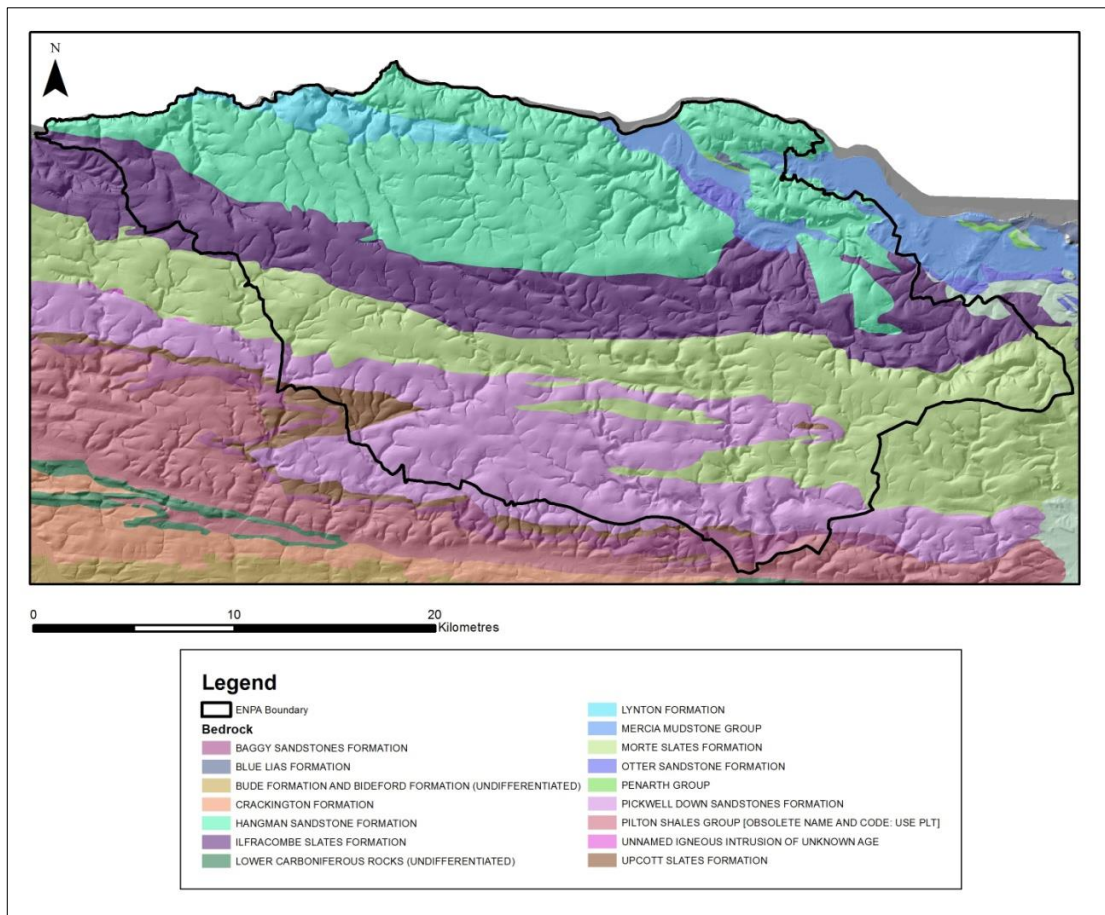 N
0 10 20
Kilometres
Legend
ENPA Boundary
Bedrock
BAGGY SANDSTONES FORMATION
BLUE LIAS FORMATION
BUDE FORMATION AND BIDEFORD FORMATION (UNDIFFERENTIATED)
CRACKINGTON FORMATION
HANGMAN SANDSTONE FORMATION
ILFRACOMBE SLATES FORMATION
LOWER CARBONIFEROUS ROCKS (UNDIFFERENTIATED)
LYNTON FORMATION
MERCIA MUDSTONE GROUP
MORTE SLATES FORMATION
OTTER SANDSTONE FORMATION
PENARTH GROUP
PICKWELL DOWN SANDSTONES FORMATION
PILTON SHALES GROUP [OBSOLETE NAME AND CODE: USE PLT]
UNNAMED IGNEOUS INTRUSION OF UNKNOWN AGE
UPCOTT SLATES FORMATION